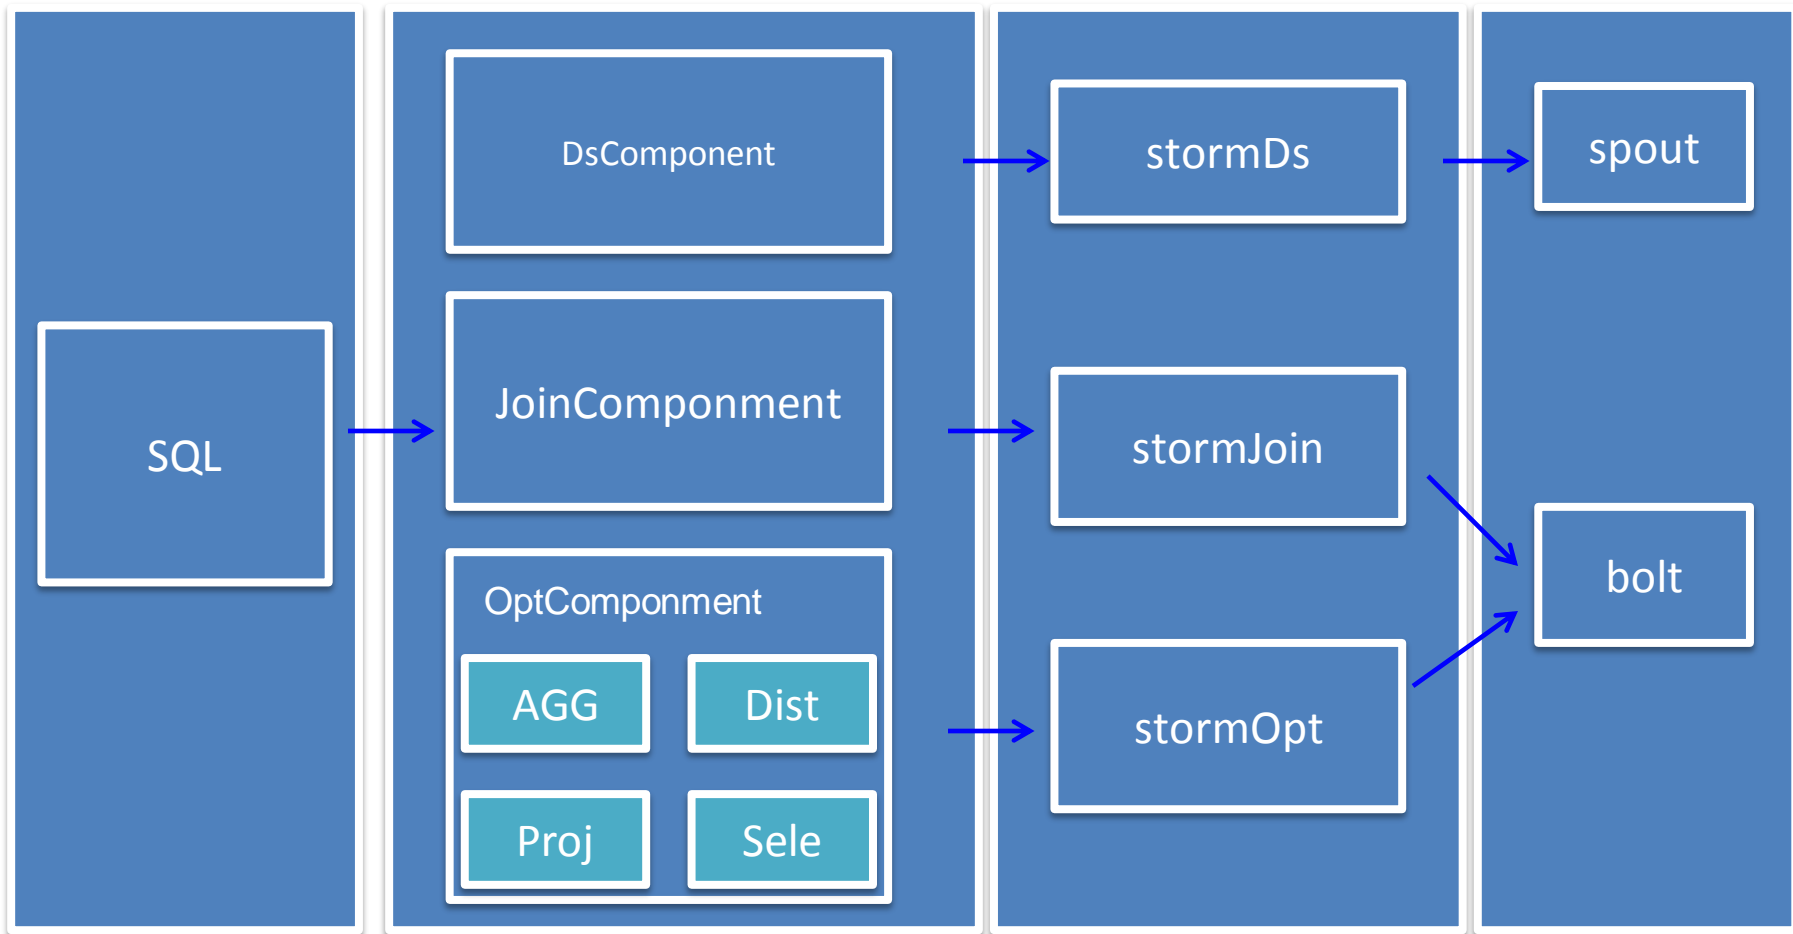 SQL
DsComponent
JoinComponment
OptComponment
AGG
Dist
Proj
Sele
stormDs
stormJoin
stormOpt
spout
bolt